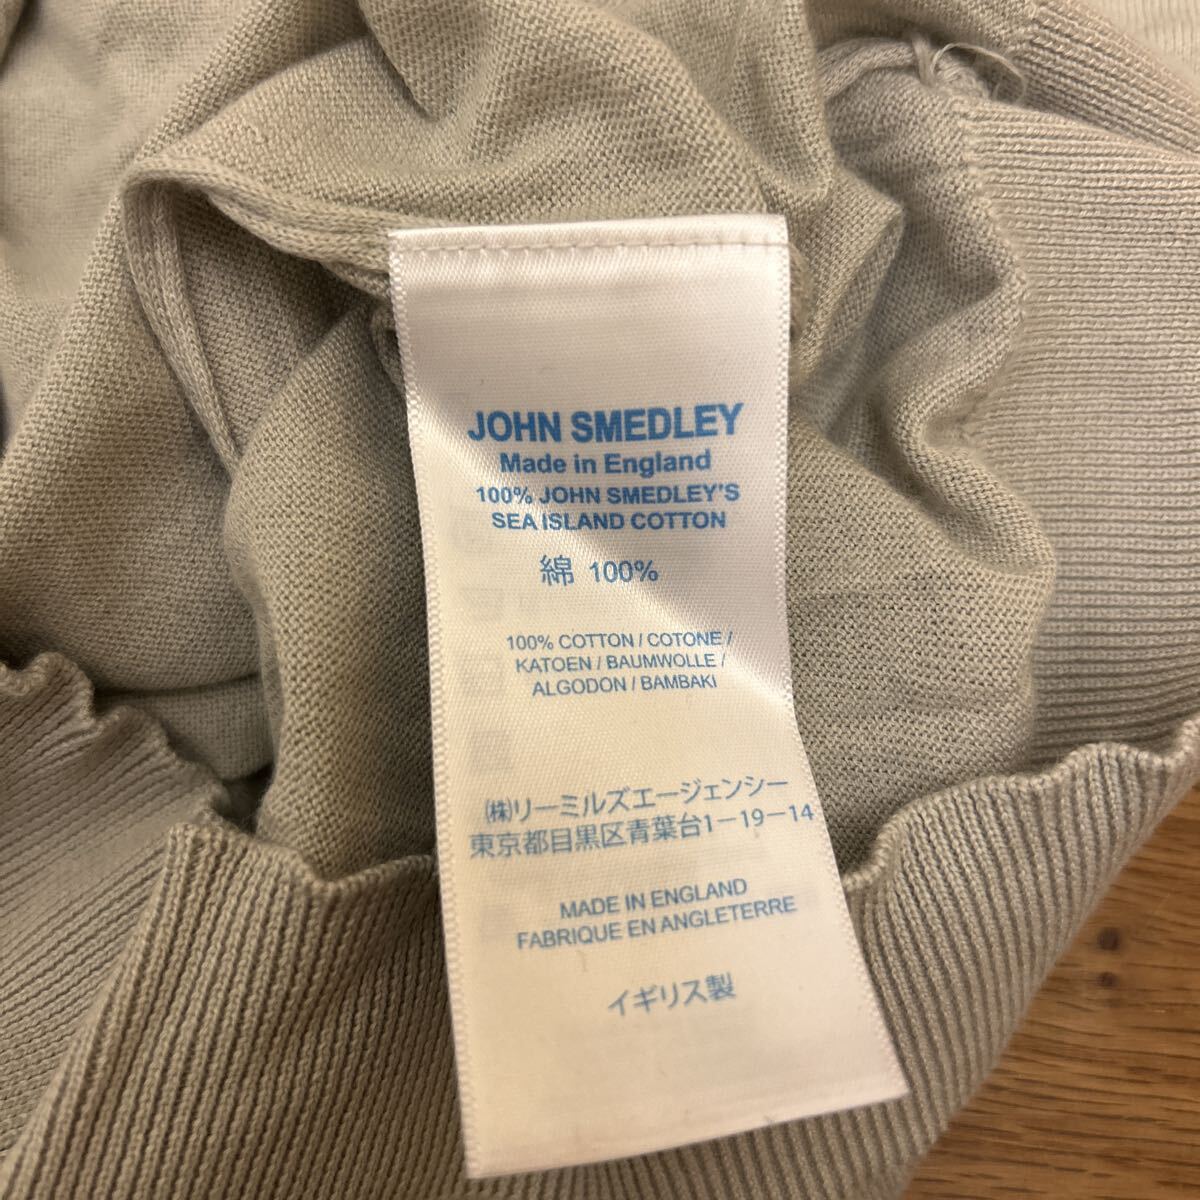 JOHN SMEDLEY
Made in England
100% JOHN SMEDLEY'S
SEA ISLAND COTTON
綿 100%
100% COTTON / COTONE /
KATOEN / BAUMWOLLE /
ALGODON / BAMBAKI
㈱リーミルズエージェンシー
東京都目黒区青葉台1-19-14
MADE IN ENGLAND
FABRIQUE EN ANGLETERRE
イギリス製